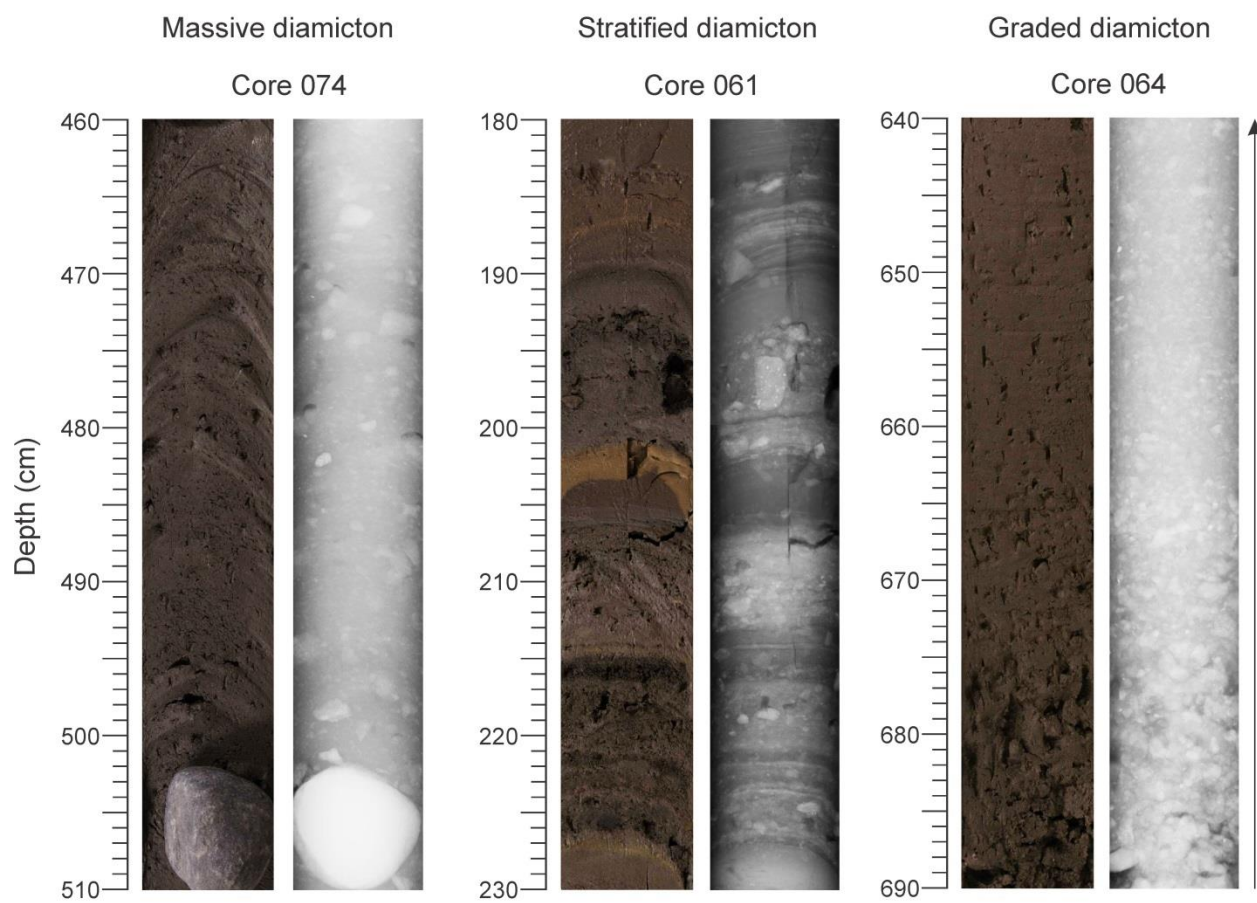 Massive diamicton
Stratified diamicton
Graded diamicton
Core 074
Core 061
Core 064
Depth (cm)
460
470
480
490
500
510
180
190
200
210
220
230
640
650
660
670
680
690